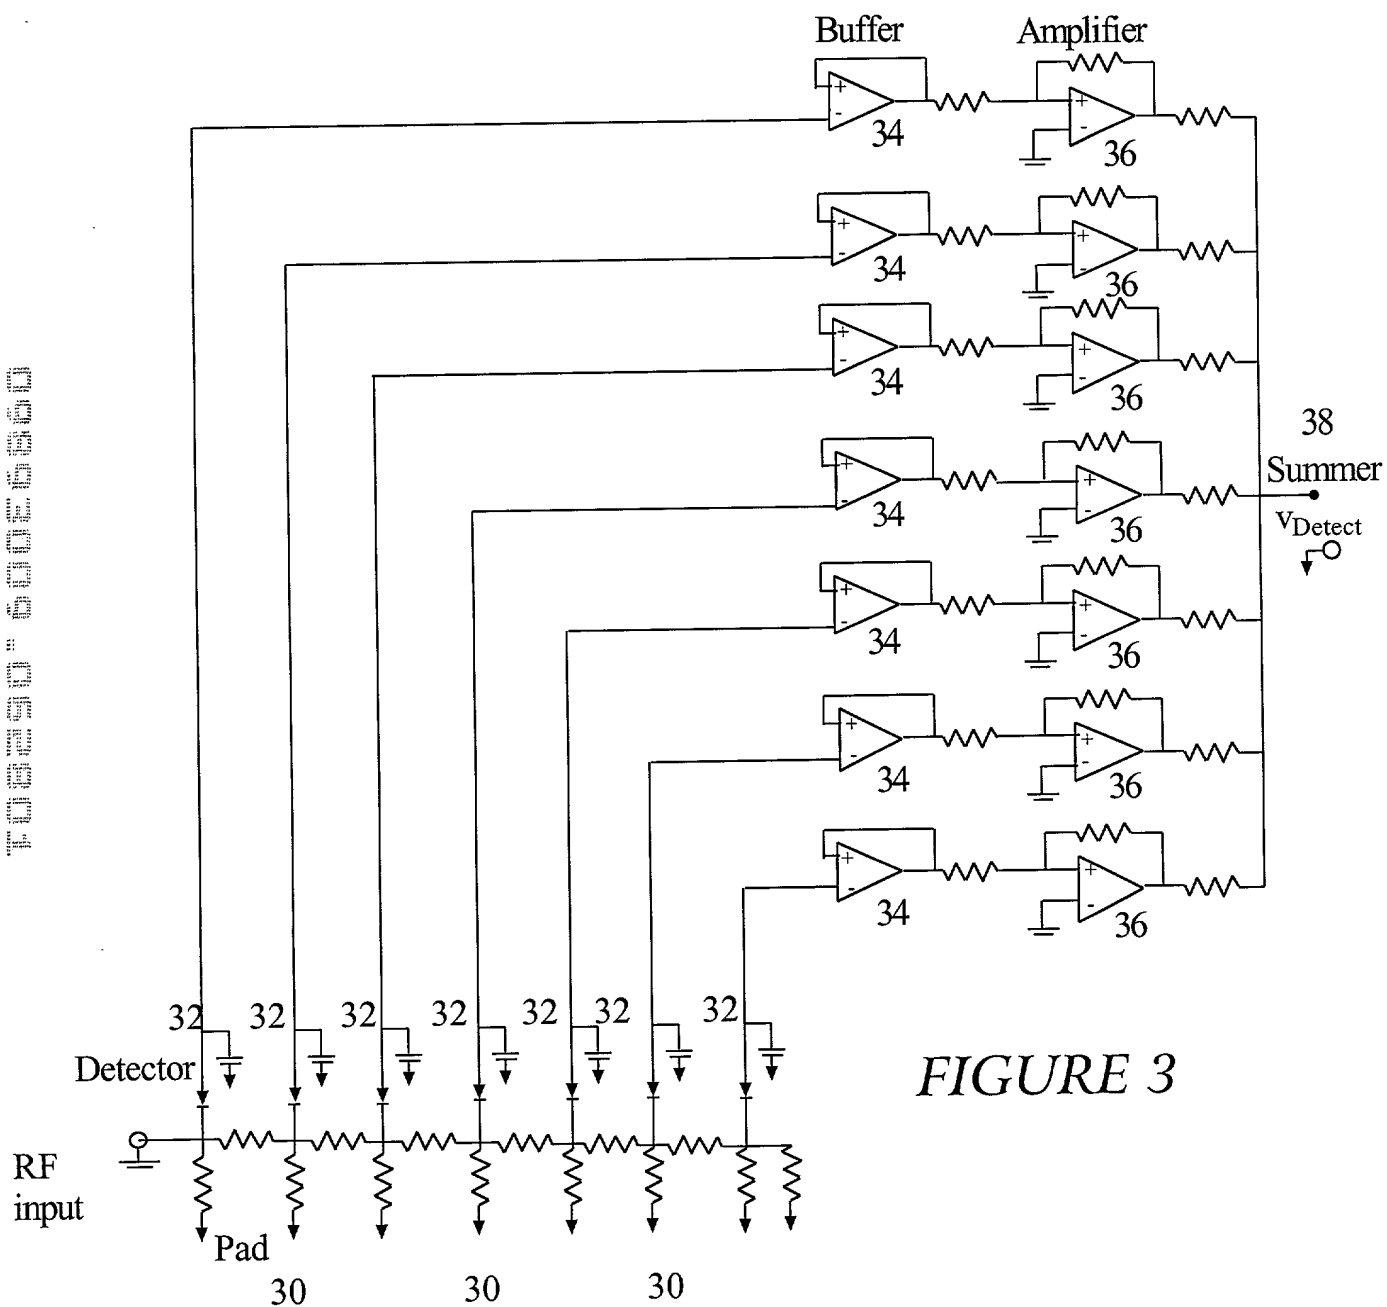 Buffer Amplifier
+ - 34 + - 36
+ - 34 + - 36
+ - 34 + - 36
38
Summer
+ - 34 + - 36
VDetect
+ - 34 + - 36
+ - 34 + - 36
+ - 34 + - 36
32 32 32 32 32 32 32
Detector
FIGURE 3
RF
input
Pad
30 30 30